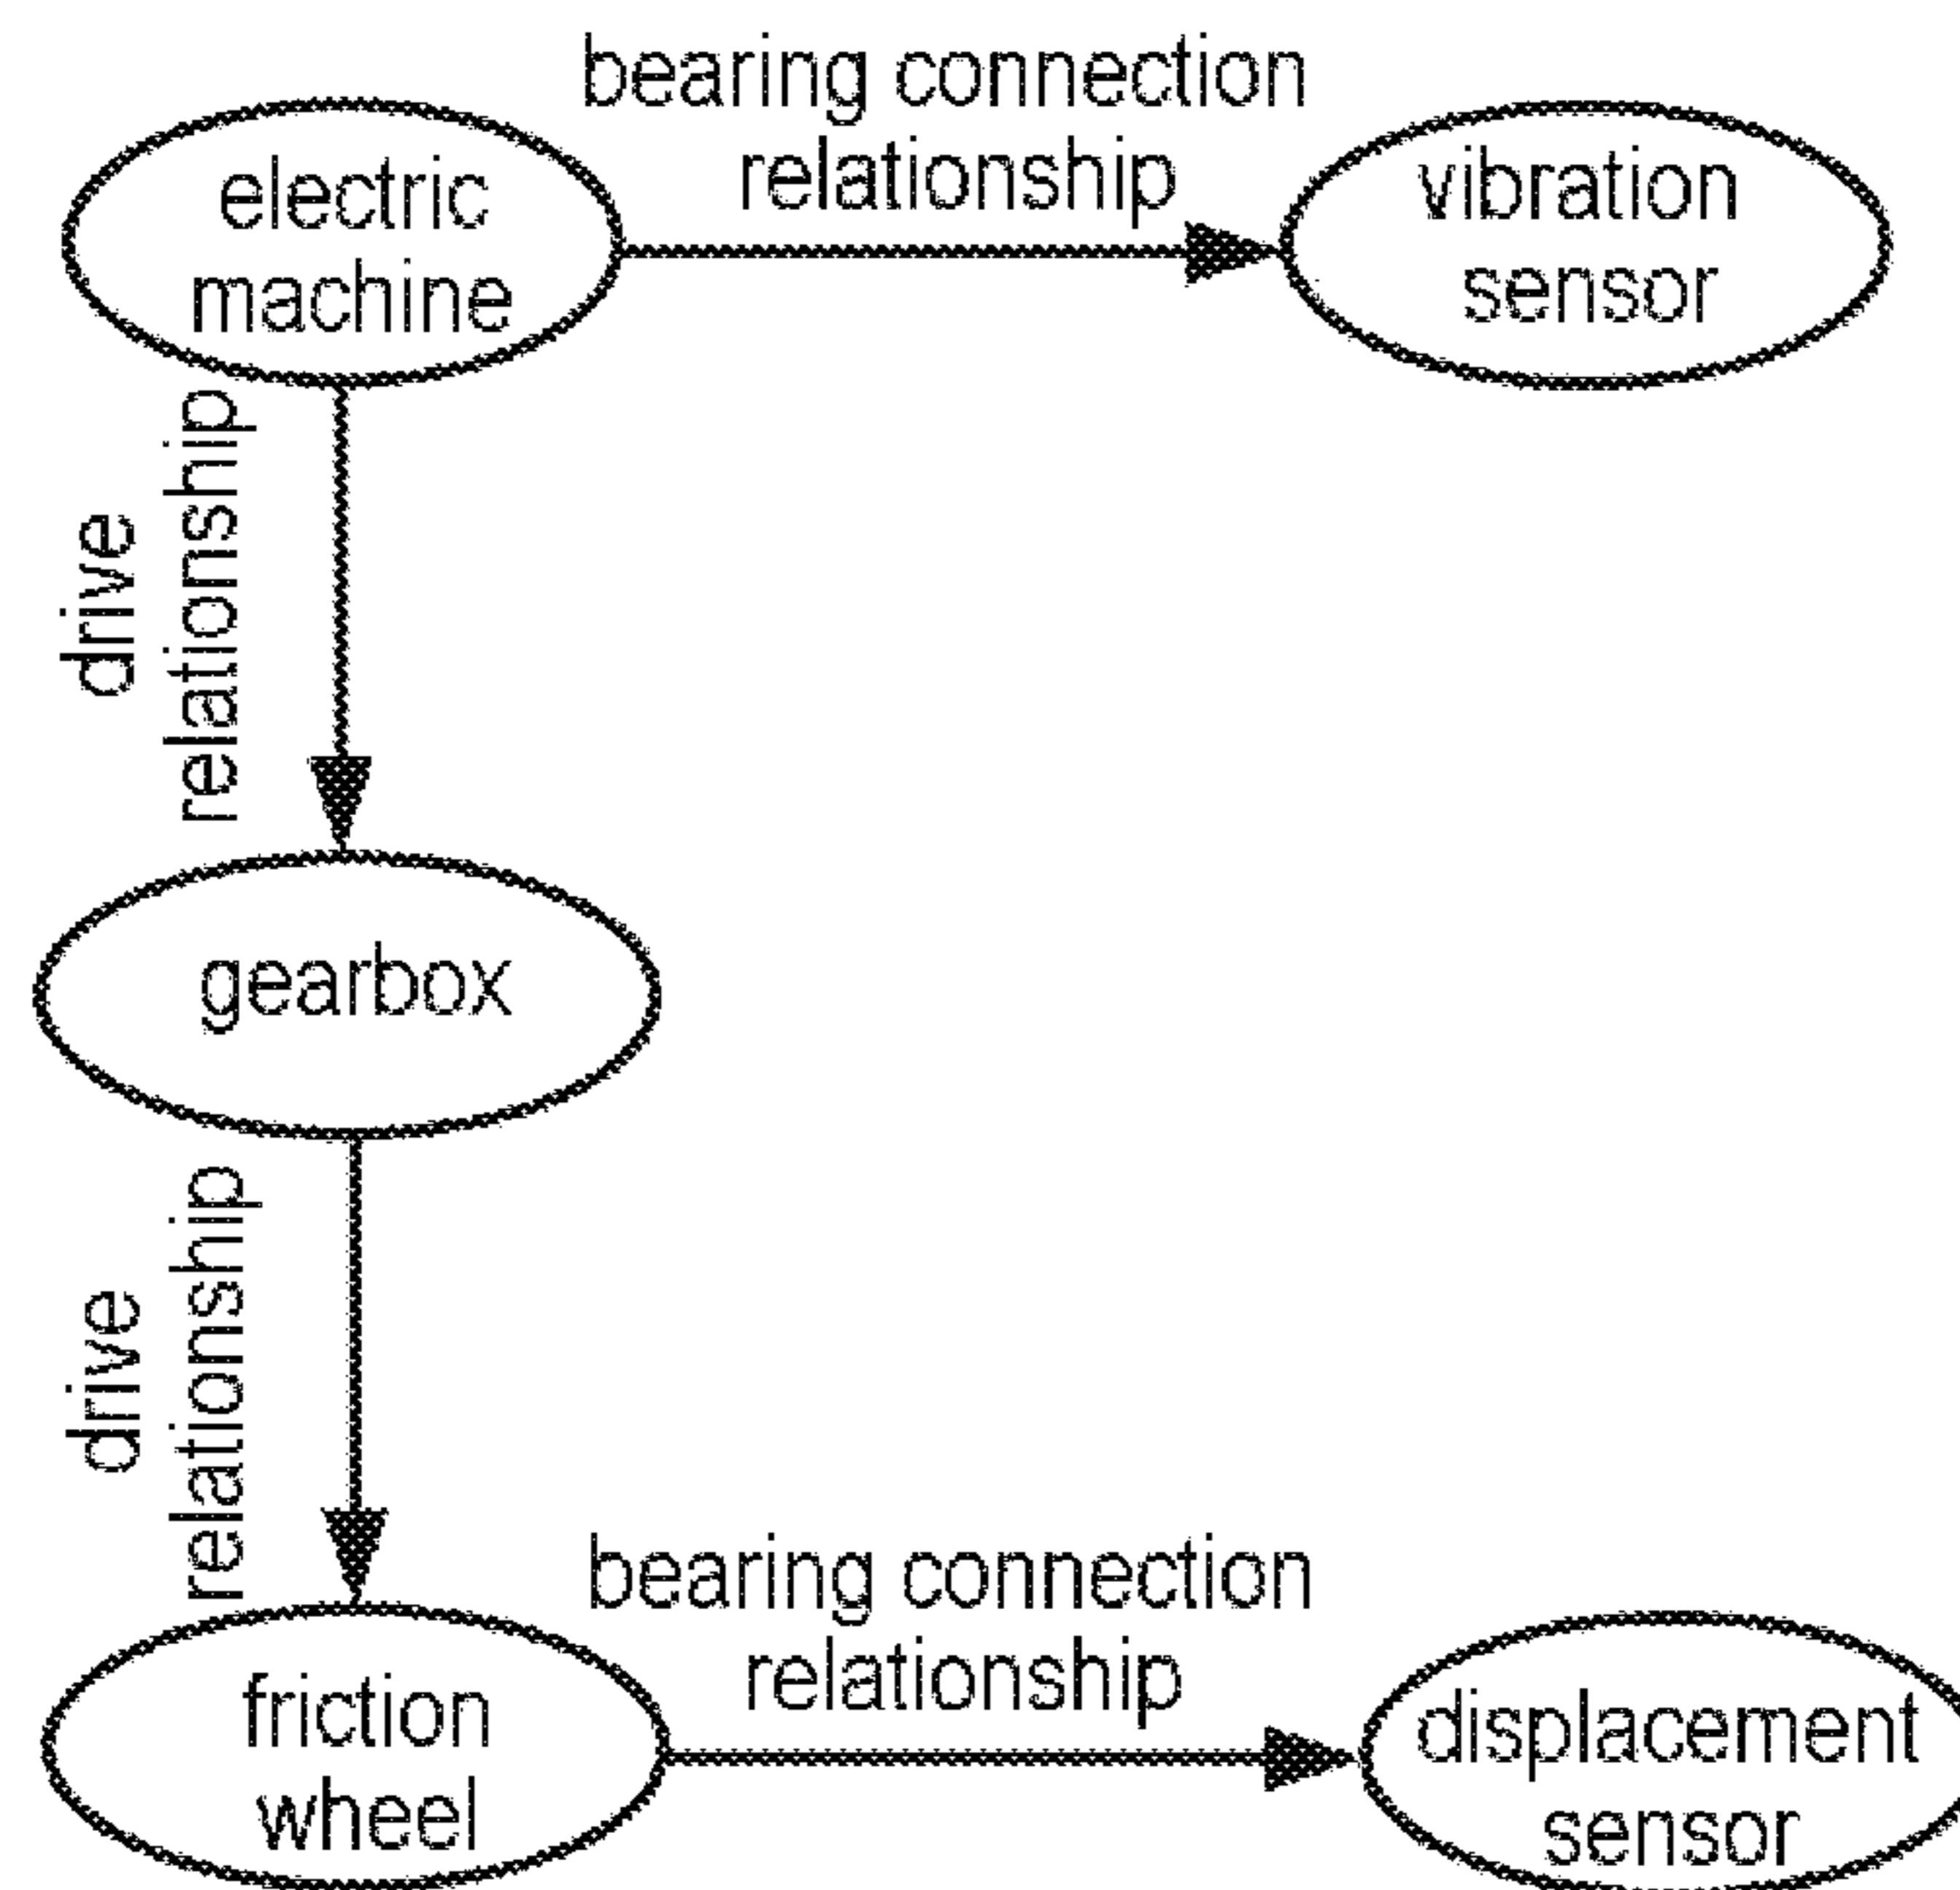 bearing connection
relationship
electric
machine
vibration
sensor
drive
relationship
gearbox
drive
relationship
bearing connection
relationship
friction
wheel
displacement
sensor